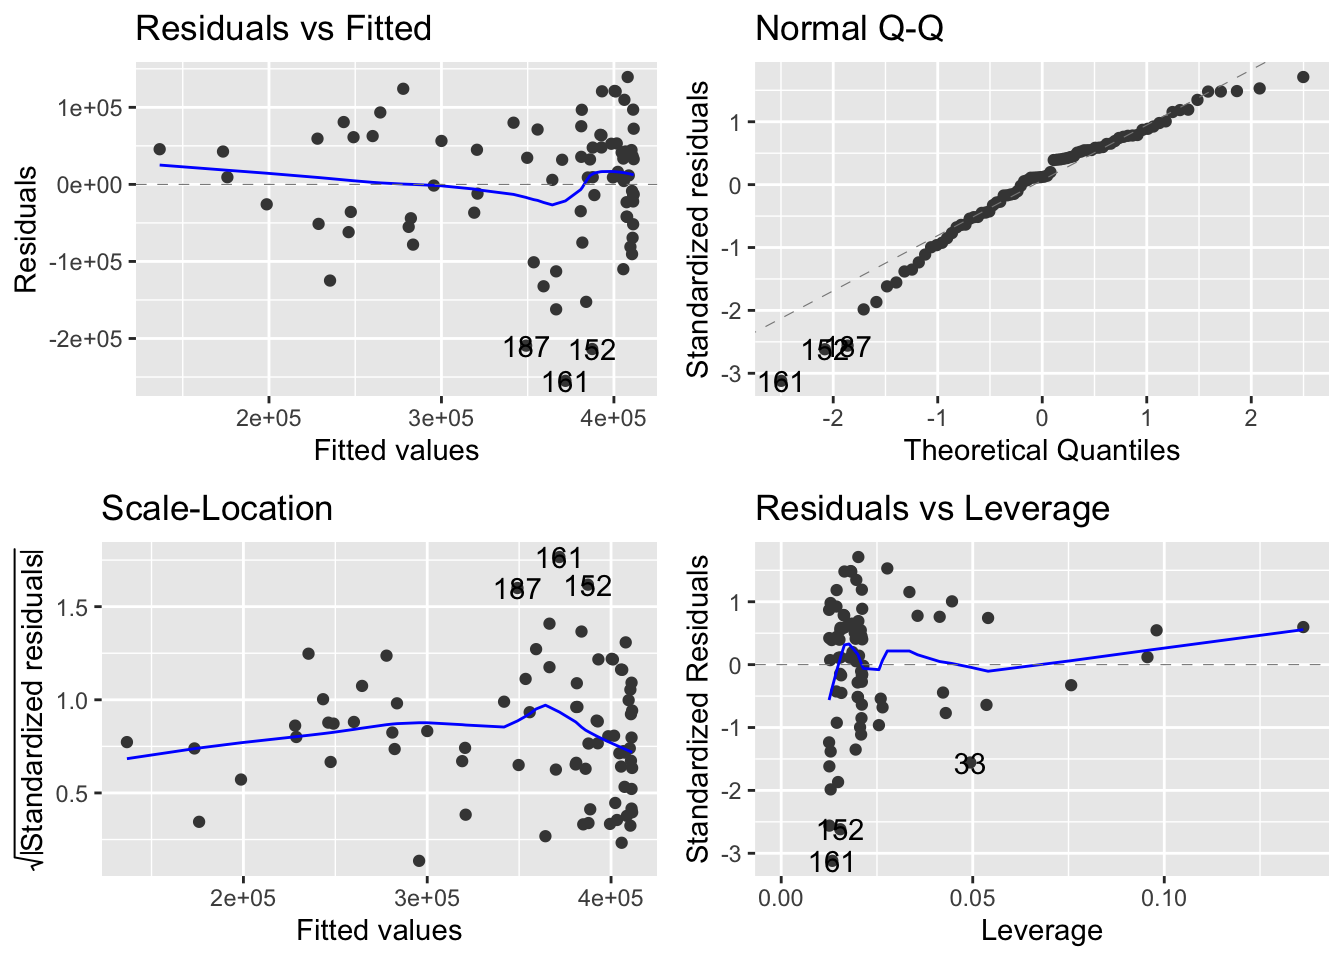 Residuals vs Fitted
Residuals
1e+05
0e+00
-1e+05
-2e+05
187
152
161
2e+05
3e+05
4e+05
Fitted values
Normal Q-Q
Standardized residuals
1
0
-1
-2
-3
152
187
161
-2
-1
0
1
2
Theoretical Quantiles
Scale-Location
√|Standardized residuals|
1.5
1.0
0.5
161
187
152
2e+05
3e+05
4e+05
Fitted values
Residuals vs Leverage
Standardized Residuals
1
0
-1
-2
-3
38
152
161
0.00
0.05
0.10
Leverage